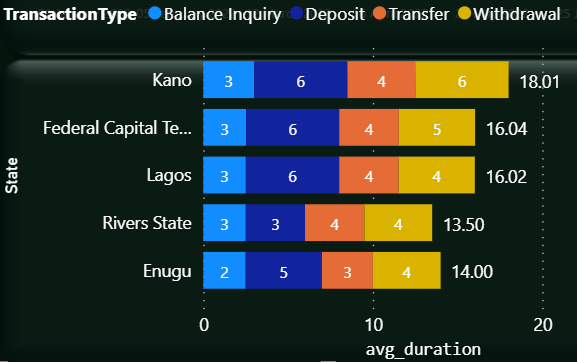 TransactionType Balance Inquiry Deposit Transfer Withdrawal
Kano 3 6 4 6 18.01
Federal Capital Te... 3 6 4 5 16.04
Lagos 3 6 4 4 16.02
Rivers State 3 3 4 4 13.50
Enugu 2 5 3 4 14.00
State
0 10 20
avg_duration